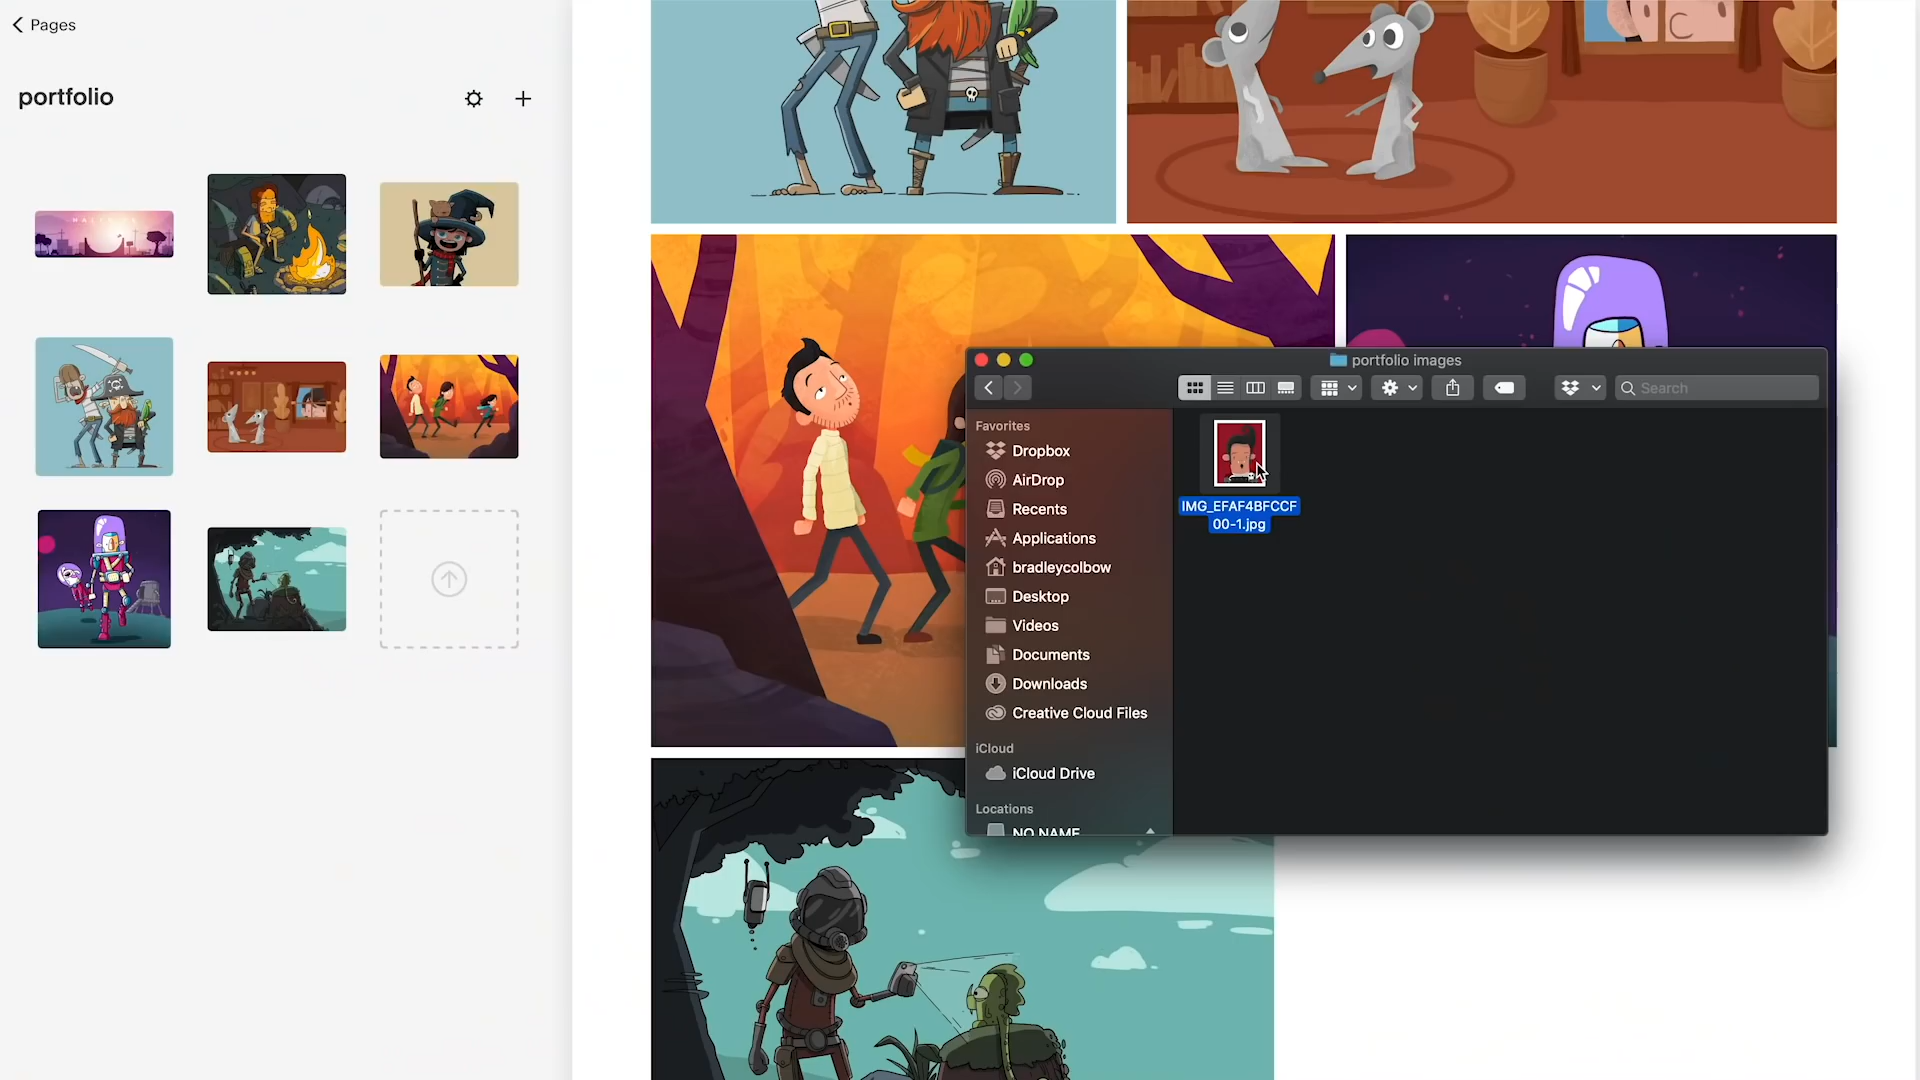 Pages
portfolio
portfolio images
Search
Favorites
Dropbox
AirDrop
Recents
Applications
bradleycolbow
Desktop
Videos
Documents
Downloads
Creative Cloud Files
iCloud
iCloud Drive
Locations
NO NAME
IMG_EFAF4BFCCF
00-1.jpg